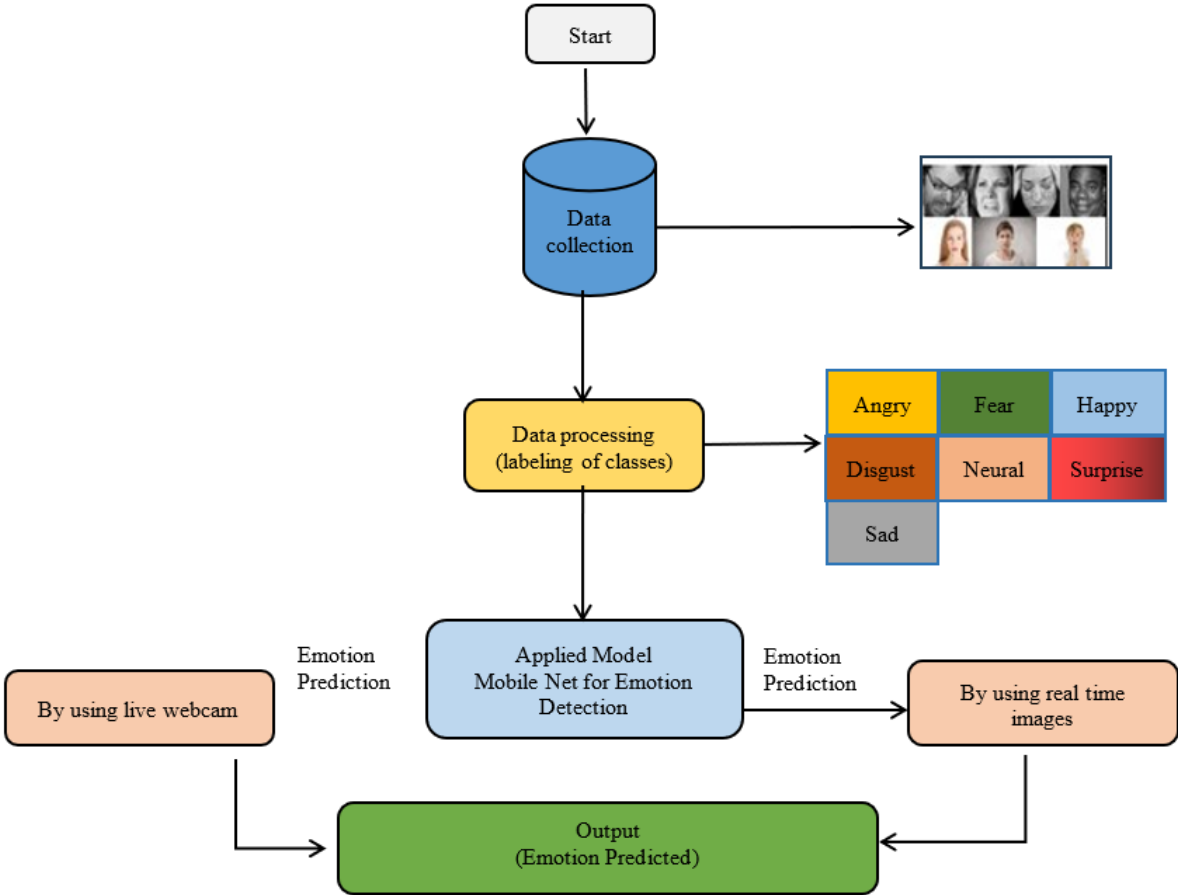 Start
Data
collection
Data processing
(labeling of classes)
Angry
Fear
Happy
Disgust
Neural
Surprise
Sad
Emotion
Prediction
Applied Model
Mobile Net for Emotion
Detection
Emotion
Prediction
By using live webcam
By using real time
images
Output
(Emotion Predicted)